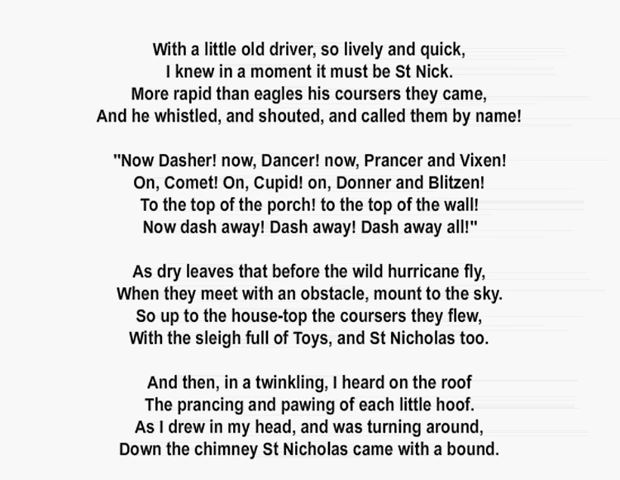 With a little old driver, so lively and quick,
I knew in a moment it must be St Nick.
More rapid than eagles his coursers they came,
And he whistled, and shouted, and called them by name!
"Now Dasher! now, Dancer! now, Prancer and Vixen!
On, Comet! On, Cupid! on, Donner and Blitzen!
To the top of the porch! to the top of the wall!
Now dash away! Dash away! Dash away all!"
As dry leaves that before the wild hurricane fly,
When they meet with an obstacle, mount to the sky.
So up to the house-top the coursers they flew,
With the sleigh full of Toys, and St Nicholas too.
And then, in a twinkling, I heard on the roof
The prancing and pawing of each little hoof.
As I drew in my head, and was turning around,
Down the chimney St Nicholas came with a bound.